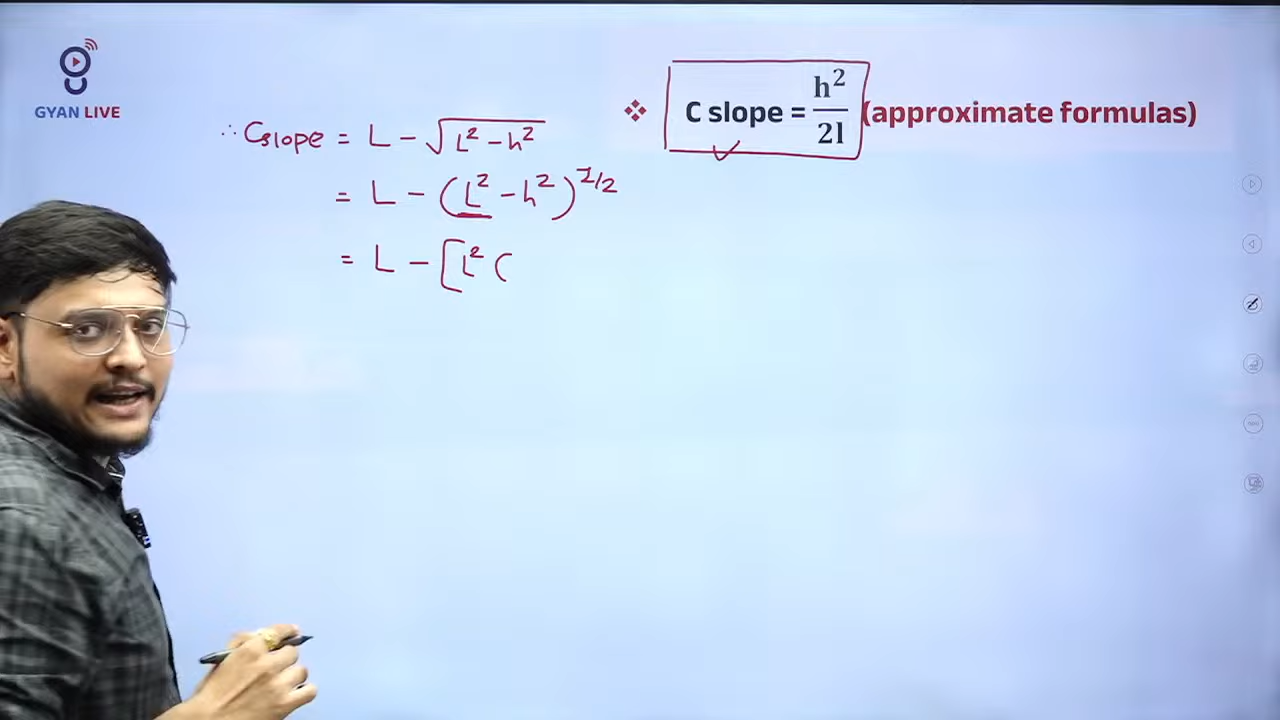 GYAN LIVE
❖ C slope = h²/2l (approximate formulas)
∴ Cslope = L - √(L² - h²)
= L - (L² - h²)^1/2
= L - [L² (